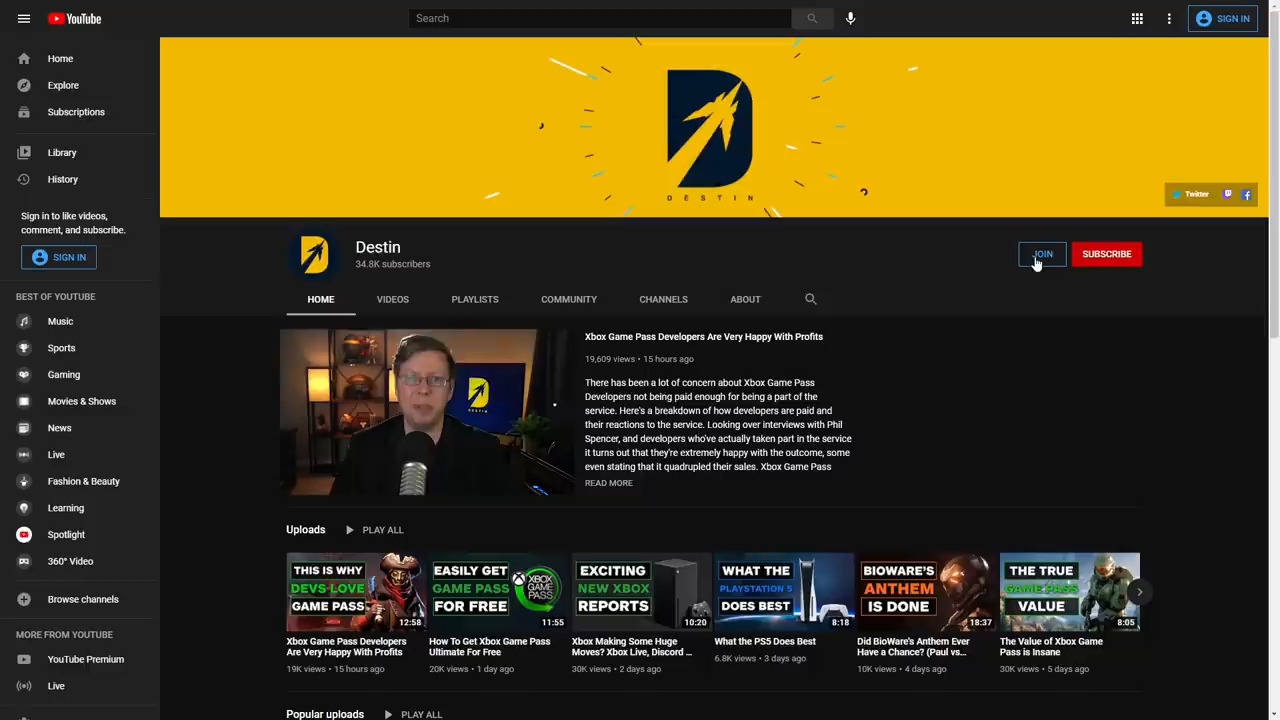 YouTube
Search
SIGN IN
Home
Explore
Subscriptions
Library
History
Sign in to like videos,
comment, and subscribe.
SIGN IN
BEST OF YOUTUBE
Music
Sports
Gaming
Movies & Shows
News
Live
Fashion & Beauty
Learning
Spotlight
360° Video
Browse channels
MORE FROM YOUTUBE
YouTube Premium
Live
DESTIN
Twitter
Destin
34.8K subscribers
JOIN
SUBSCRIBE
HOME
VIDEOS
PLAYLISTS
COMMUNITY
CHANNELS
ABOUT
Xbox Game Pass Developers Are Very Happy With Profits
19,609 views • 15 hours ago
There has been a lot of concern about Xbox Game Pass
Developers not being paid enough for being a part of the
service. Here's a breakdown of how developers are paid and
their reactions to the service. Looking over interviews with Phil
Spencer, and developers who've actually taken part in the service
it turns out that they're extremely happy with the outcome, some
even stating that it quadrupled their sales. Xbox Game Pass
READ MORE
Uploads
PLAY ALL
THIS IS WHY
DEVS LOVE
GAME PASS
12:58
Xbox Game Pass Developers
Are Very Happy With Profits
19K views • 15 hours ago
EASILY GET
GAME PASS
FOR FREE
XBOX
GAME
PASS
11:55
How To Get Xbox Game Pass
Ultimate For Free
20K views • 1 day ago
EXCITING
NEW XBOX
REPORTS
10:20
Xbox Making Some Huge
Moves? Xbox Live, Discord ...
30K views • 2 days ago
WHAT THE
PLAYSTATION 5
DOES BEST
8:18
What the PS5 Does Best
6.8K views • 3 days ago
BIOWARE'S
ANTHEM
IS DONE
18:37
Did BioWare's Anthem Ever
Have a Chance? (Paul vs...
10K views • 4 days ago
THE TRUE
GAME PASS
VALUE
8:05
The Value of Xbox Game
Pass is Insane
30K views • 5 days ago
Popular uploads
PLAY ALL